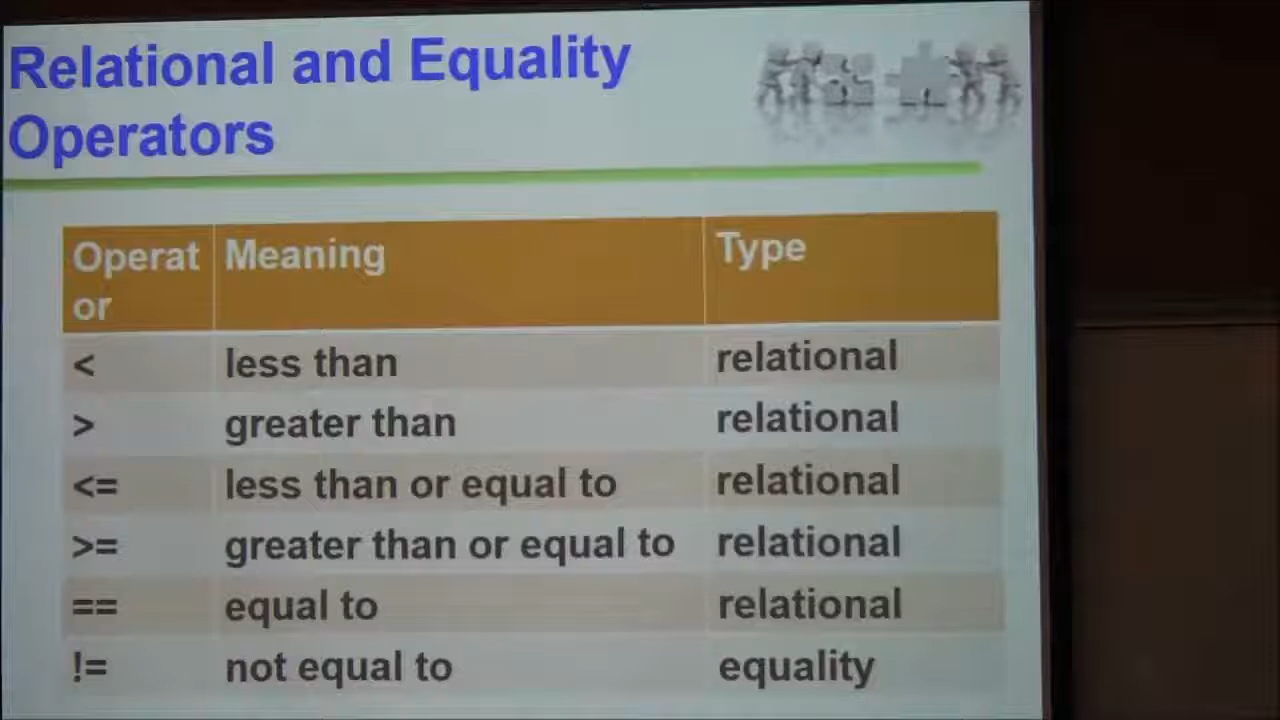 Relational and Equality
Operators
Operat Meaning Type
or
< less than relational
> greater than relational
<= less than or equal to relational
>= greater than or equal to relational
== equal to relational
!= not equal to equality